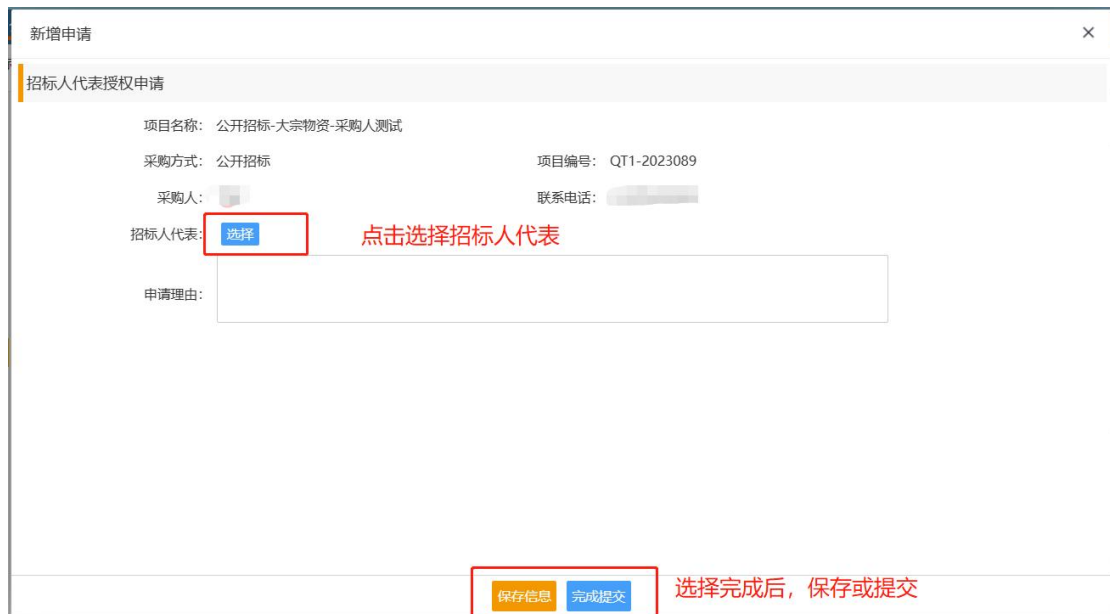 新增申请
招标人代表授权申请
项目名称： 公开招标-大宗物资-采购人测试
采购方式： 公开招标 项目编号： QT1-2023089
采购人： 联系电话：
招标人代表： 选择 点击选择招标人代表
申请理由：
保存信息 完成提交 选择完成后，保存或提交